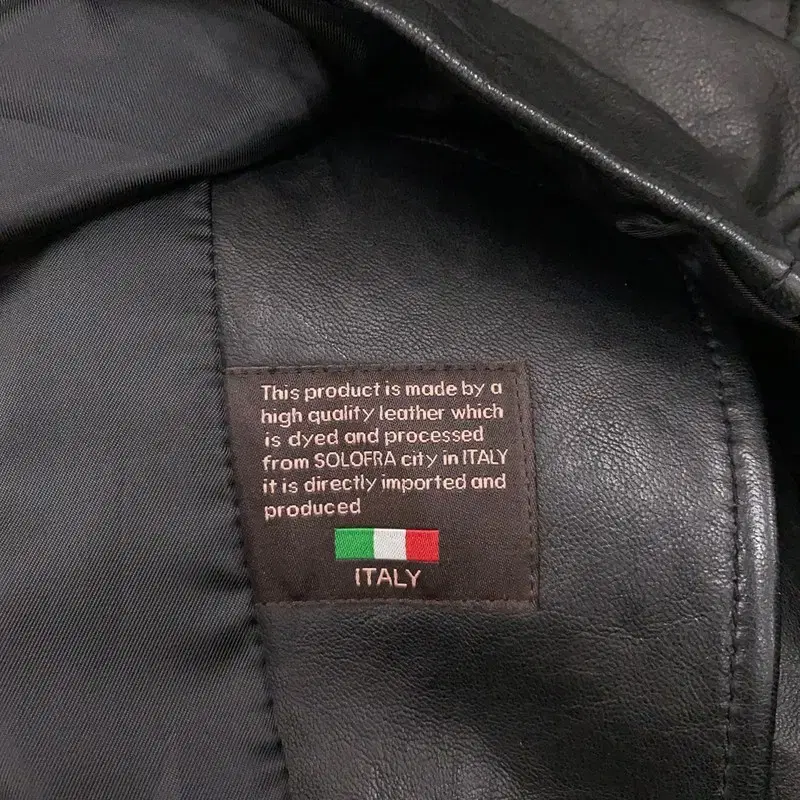 This product is made by a
high quality leather which
is dyed and processed
from SOLOFRA city in ITALY
it is directly imported and
produced
ITALY